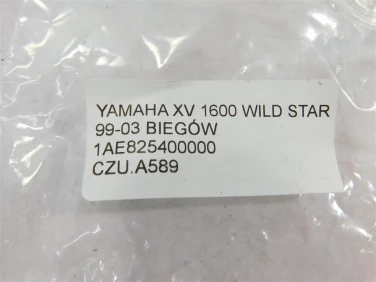 YAMAHA XV 1600 WILD STAR
99-03 BIEGÓW
1AE825400000
CZU.A589